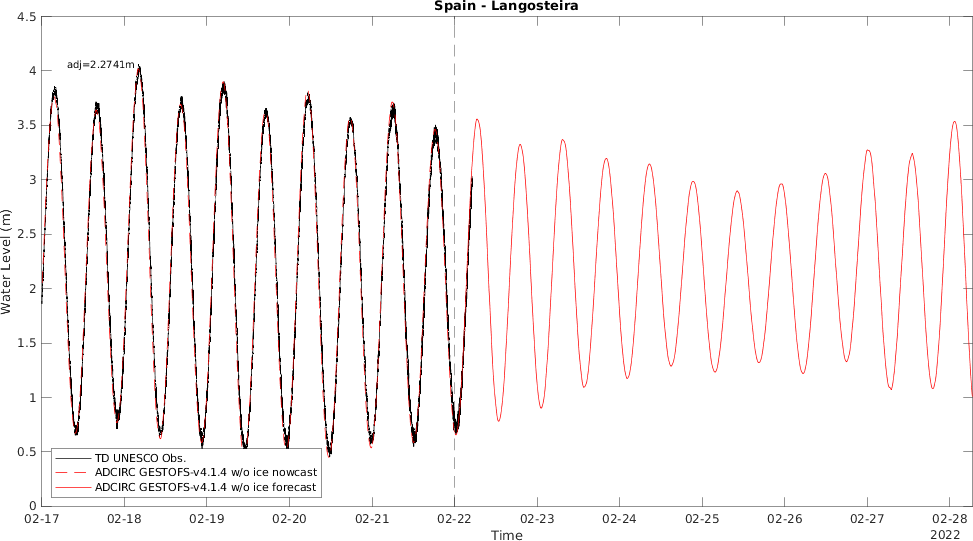 Spain - Langosteira
4.5
4
3.5
3
2.5
2
1.5
1
0.5
0
Water Level (m)
adj=2.2741m
TD UNESCO Obs.
ADCIRC GESTOFS-v4.1.4 w/o ice nowcast
ADCIRC GESTOFS-v4.1.4 w/o ice forecast
02-17 02-18 02-19 02-20 02-21 02-22 02-23 02-24 02-25 02-26 02-27 02-28
Time
2022